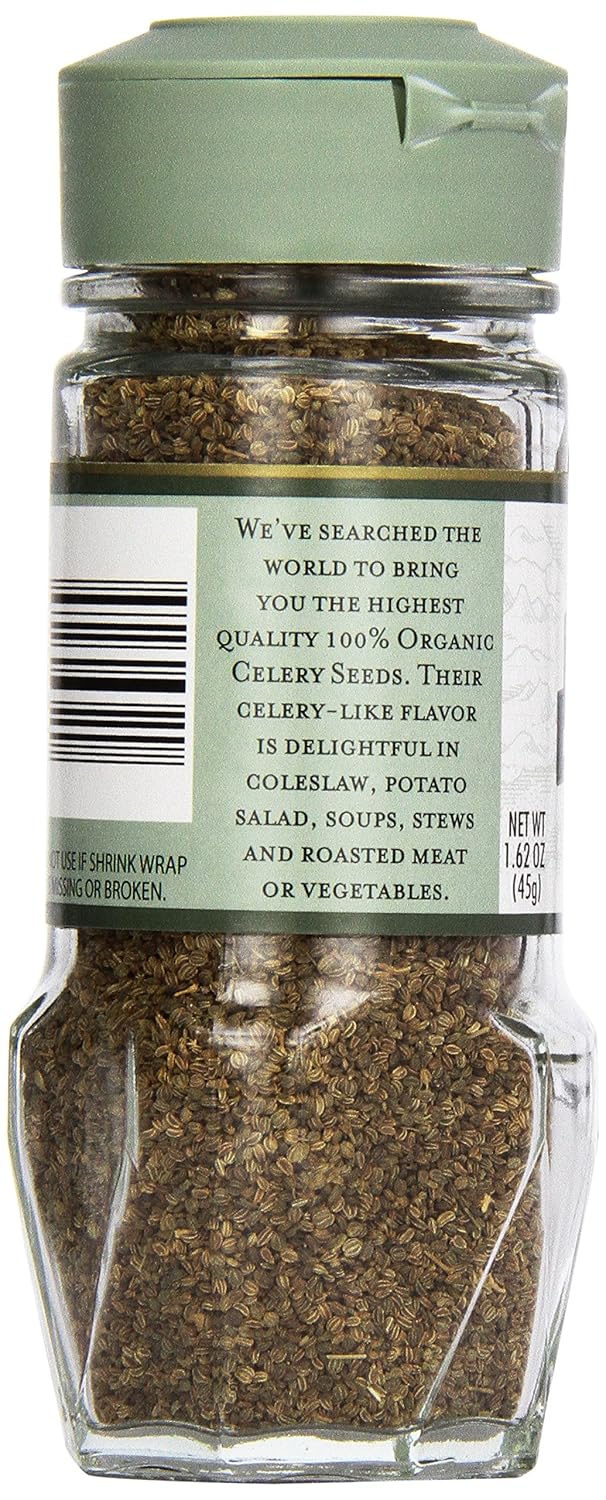 WE'VE SEARCHED THE
WORLD TO BRING
YOU THE HIGHEST
QUALITY 100% ORGANIC
CELERY SEEDS. THEIR
CELERY-LIKE FLAVOR
IS DELIGHTFUL IN
COLESLAW, POTATO
SALAD, SOUPS, STEWS
AND ROASTED MEAT
OR VEGETABLES.
USE IF SHRINK WRAP
OR BROKEN.
NET WT
1.62 OZ
(45g)